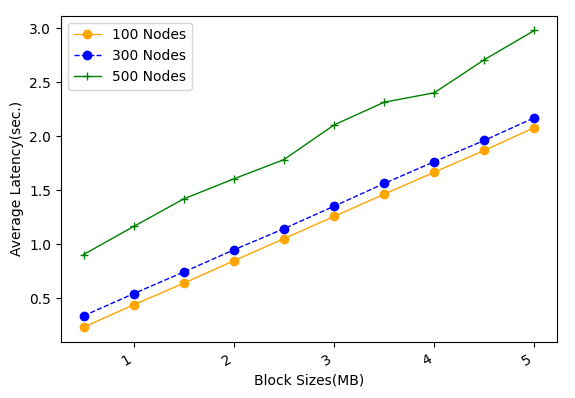 100 Nodes
300 Nodes
500 Nodes
3.0
2.5
2.0
1.5
1.0
0.5
Average Latency(sec.)
1 2 3 4 5
Block Sizes(MB)